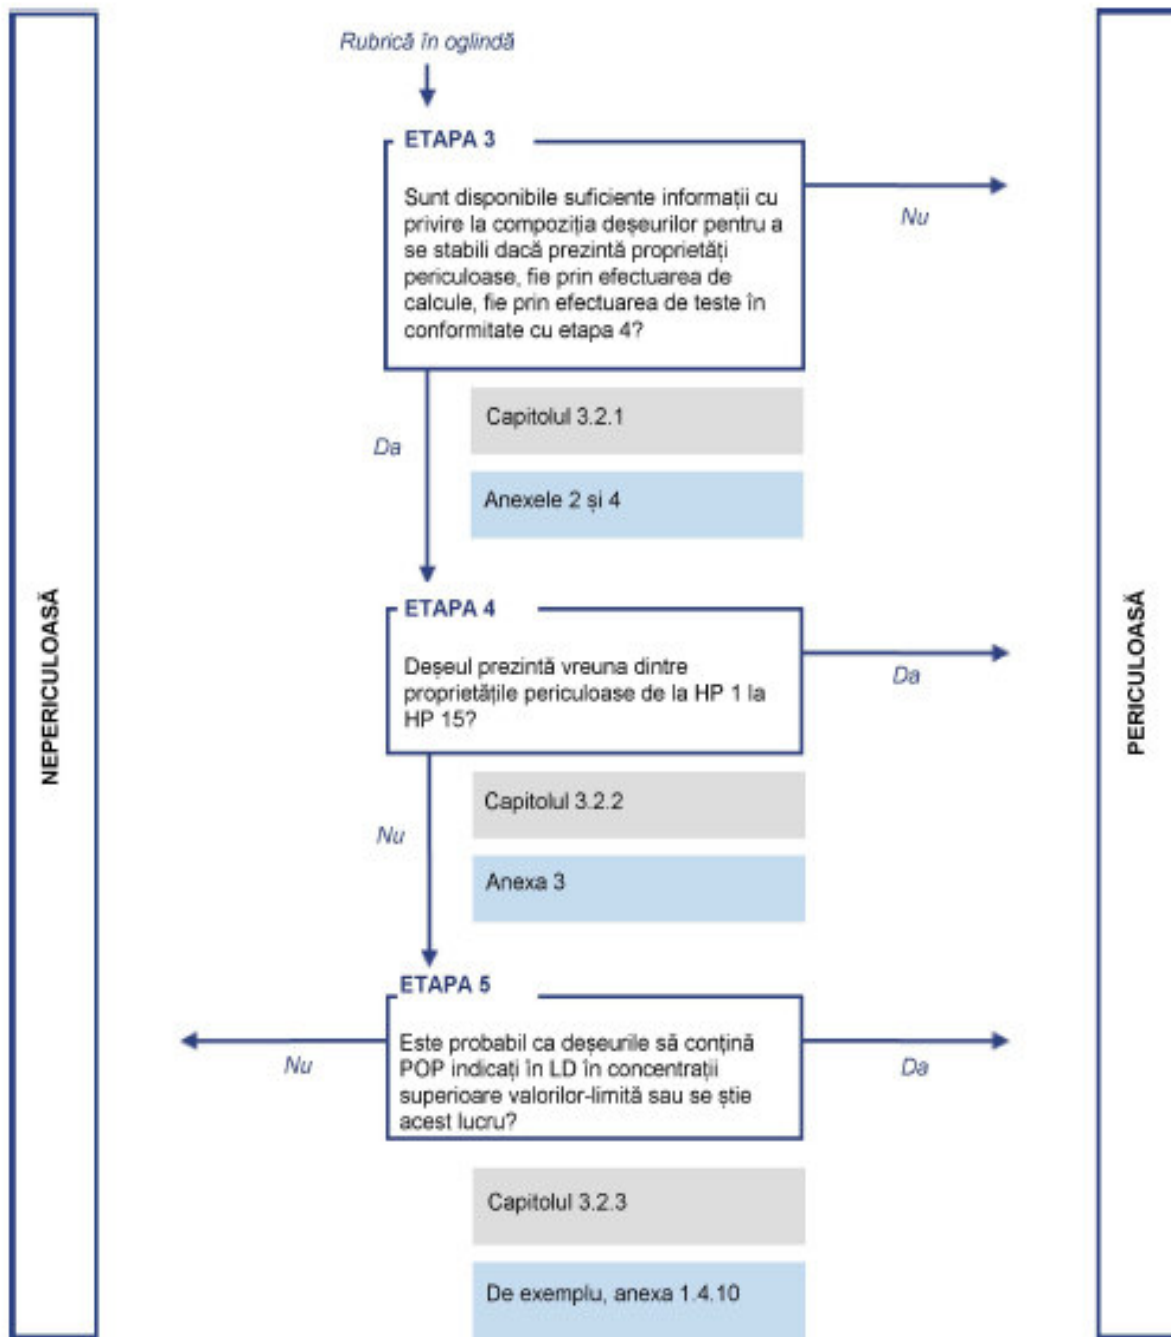 Rubrică în oglindă
ETAPA 3
Sunt disponibile suficiente informații cu
privire la compoziția deșeurilor pentru a
se stabili dacă prezintă proprietăți
periculoase, fie prin efectuarea de
calcule, fie prin efectuarea de teste în
conformitate cu etapa 4?
Nu
Capitolul 3.2.1
Da
Anexele 2 și 4
NEPERICULOASĂ
PERICULOASĂ
ETAPA 4
Deșeul prezintă vreuna dintre
proprietățile periculoase de la HP 1 la
HP 15?
Da
Capitolul 3.2.2
Nu
Anexa 3
ETAPA 5
Este probabil ca deșeurile să conțină
POP indicați în LD în concentrații
superioare valorilor-limită sau se știe
acest lucru?
Nu
Da
Capitolul 3.2.3
De exemplu, anexa 1.4.10